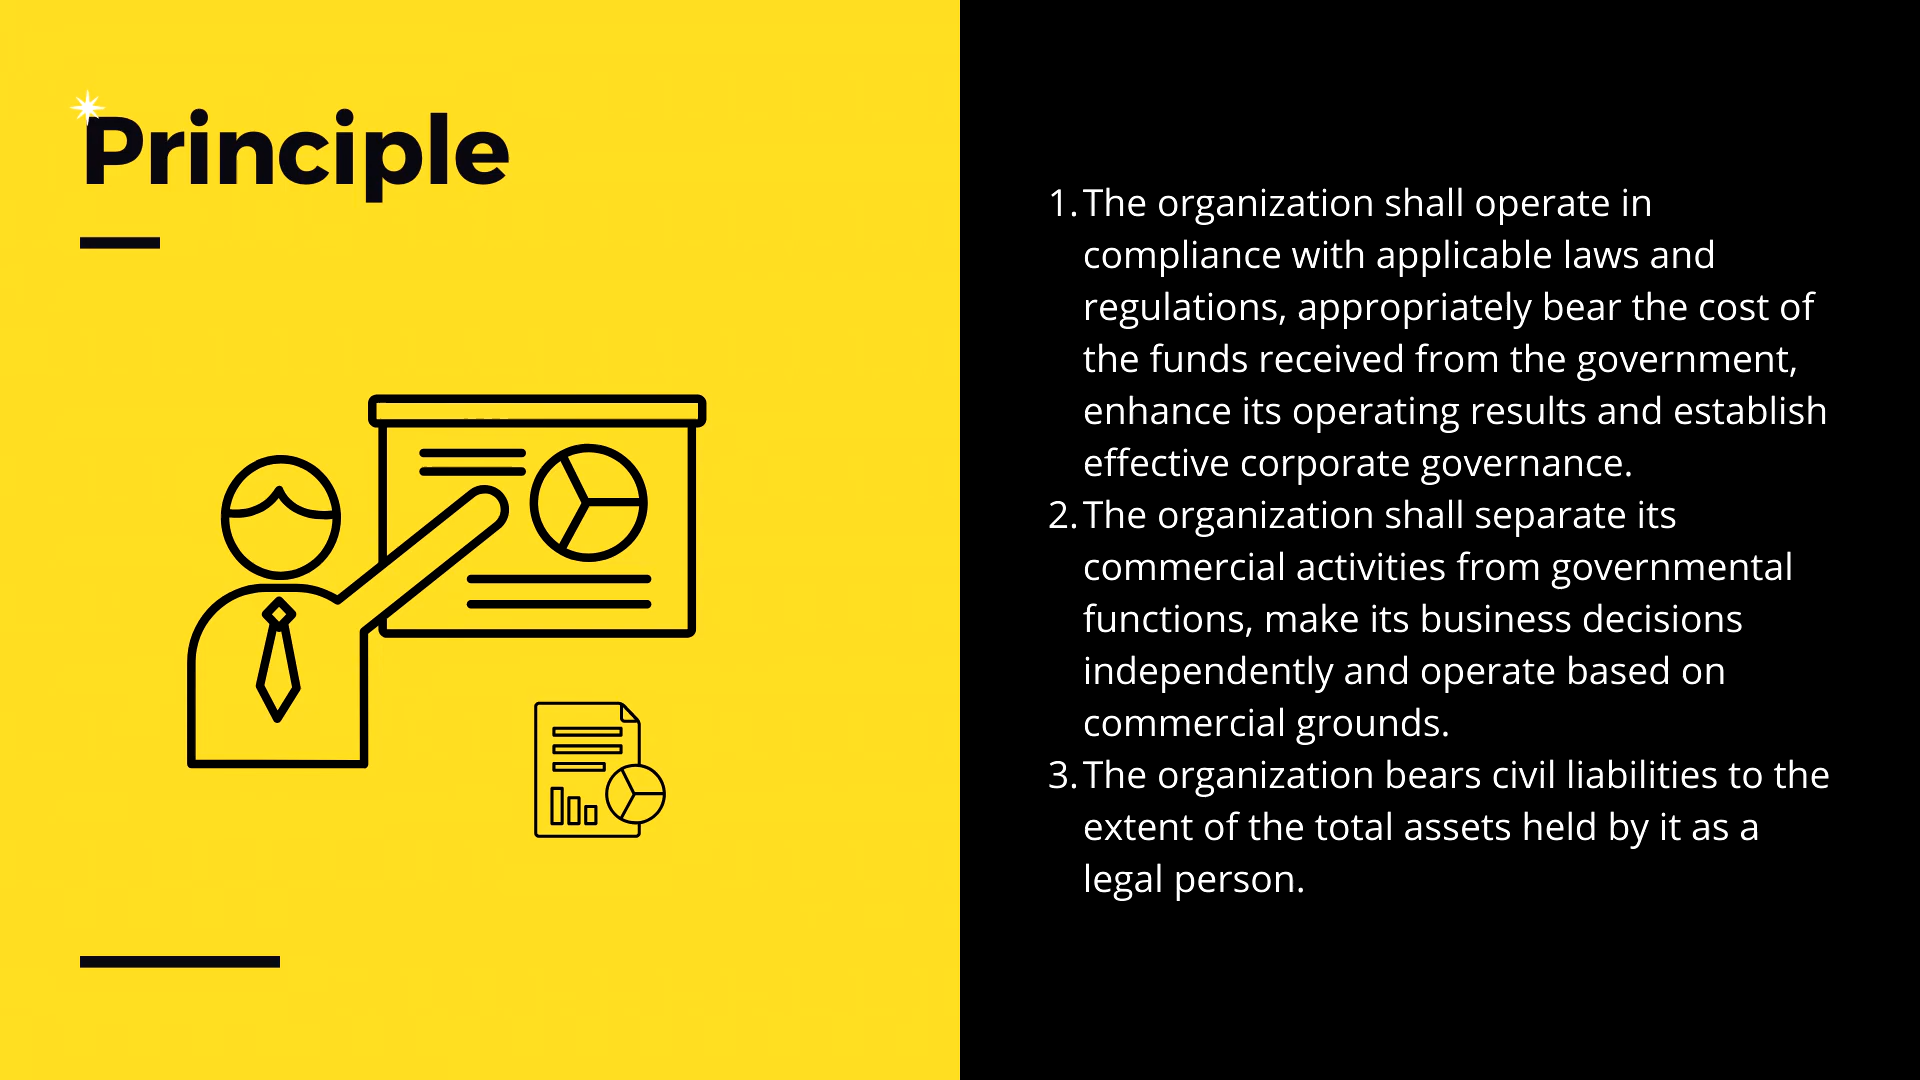 Principle
1. The organization shall operate in
compliance with applicable laws and
regulations, appropriately bear the cost of
the funds received from the government,
enhance its operating results and establish
effective corporate governance.
2. The organization shall separate its
commercial activities from governmental
functions, make its business decisions
independently and operate based on
commercial grounds.
3. The organization bears civil liabilities to the
extent of the total assets held by it as a
legal person.